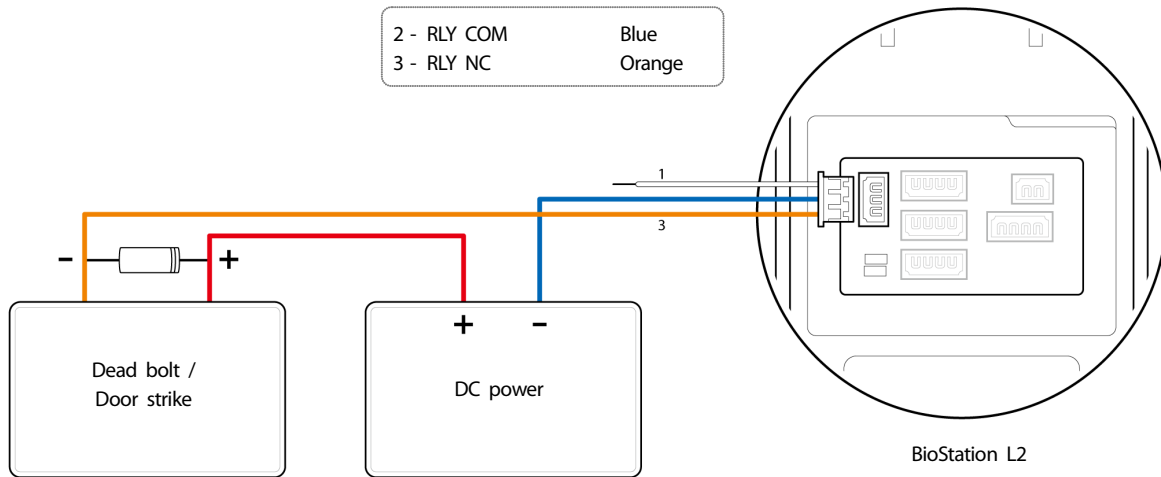 2 - RLY COM Blue
3 - RLY NC Orange
1
3
- +
+ -
Dead bolt /
Door strike
DC power
BioStation L2